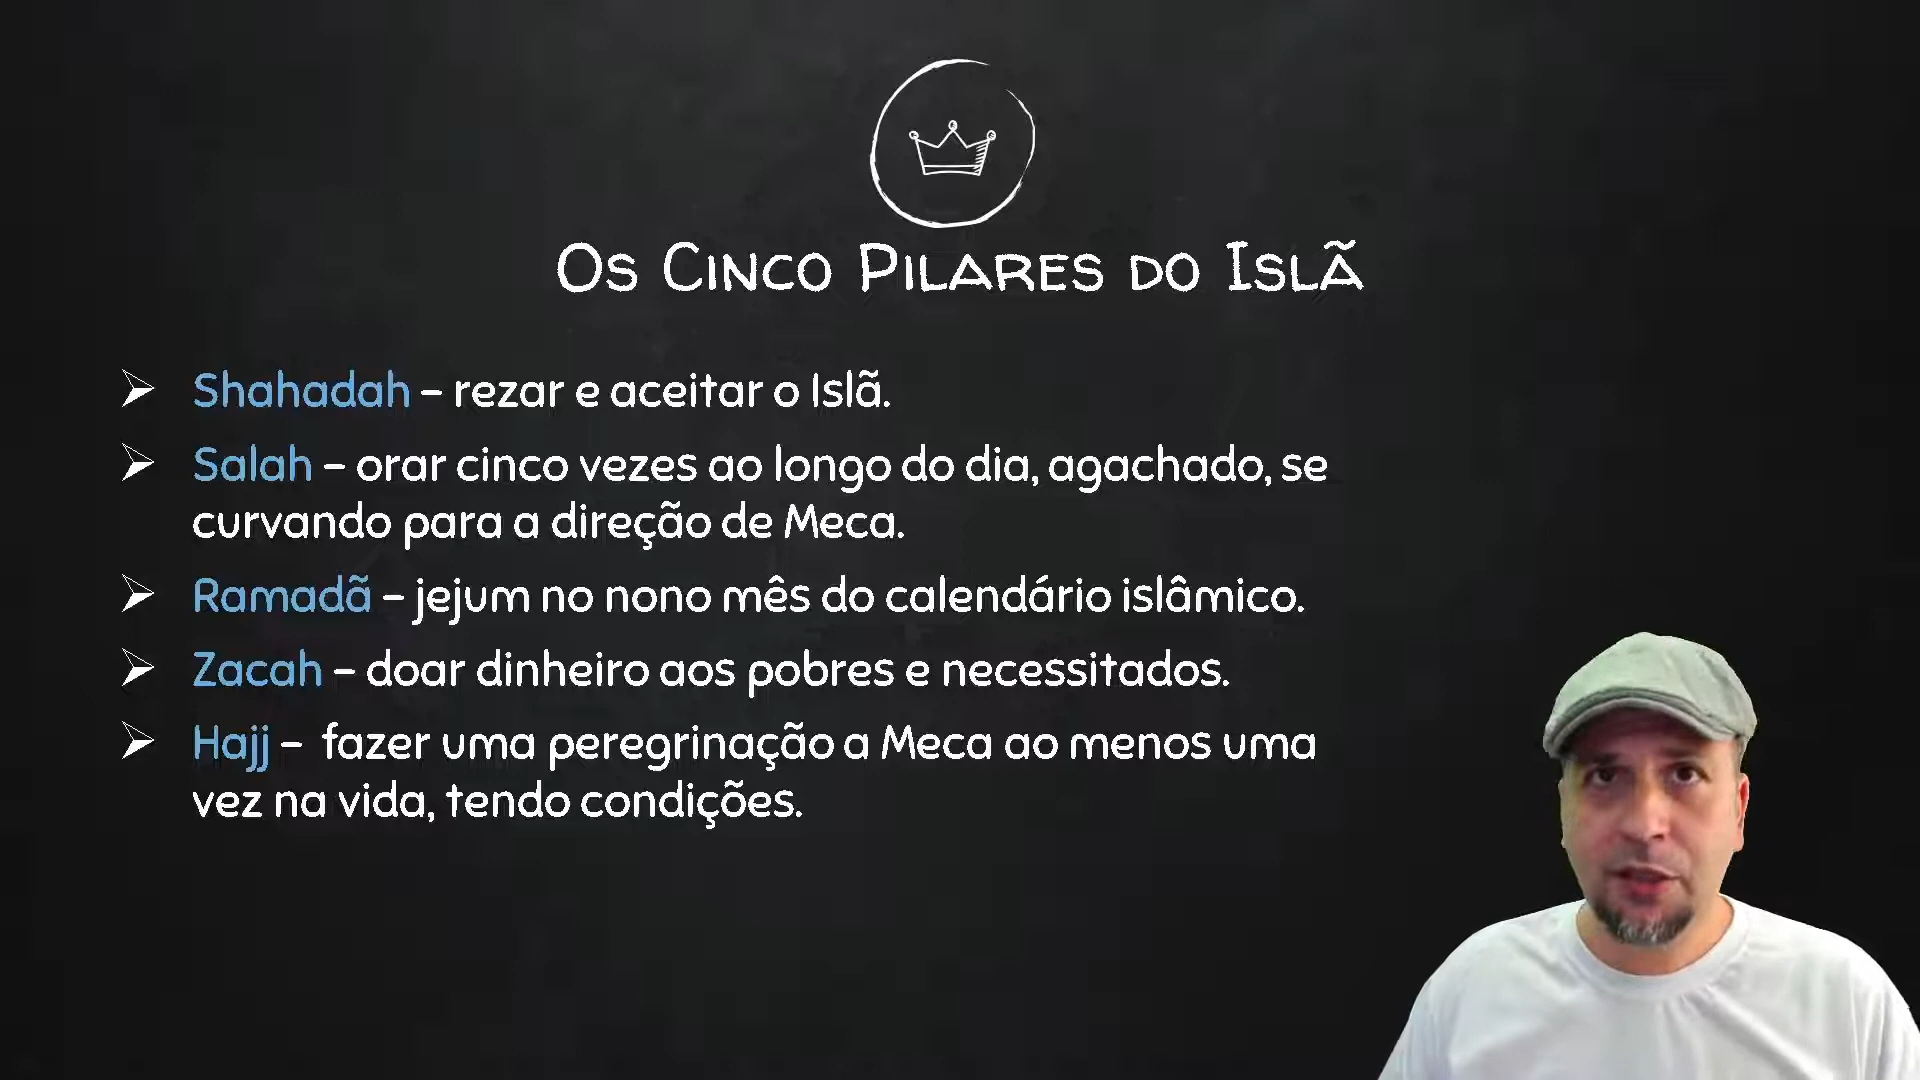 Os Cinco Pilares do Islã
Shahadah – rezar e aceitar o Islã.
Salah – orar cinco vezes ao longo do dia, agachado, se
curvando para a direção de Meca.
Ramadã – jejum no nono mês do calendário islâmico.
Zacah – doar dinheiro aos pobres e necessitados.
Hajj – fazer uma peregrinação a Meca ao menos uma
vez na vida, tendo condições.